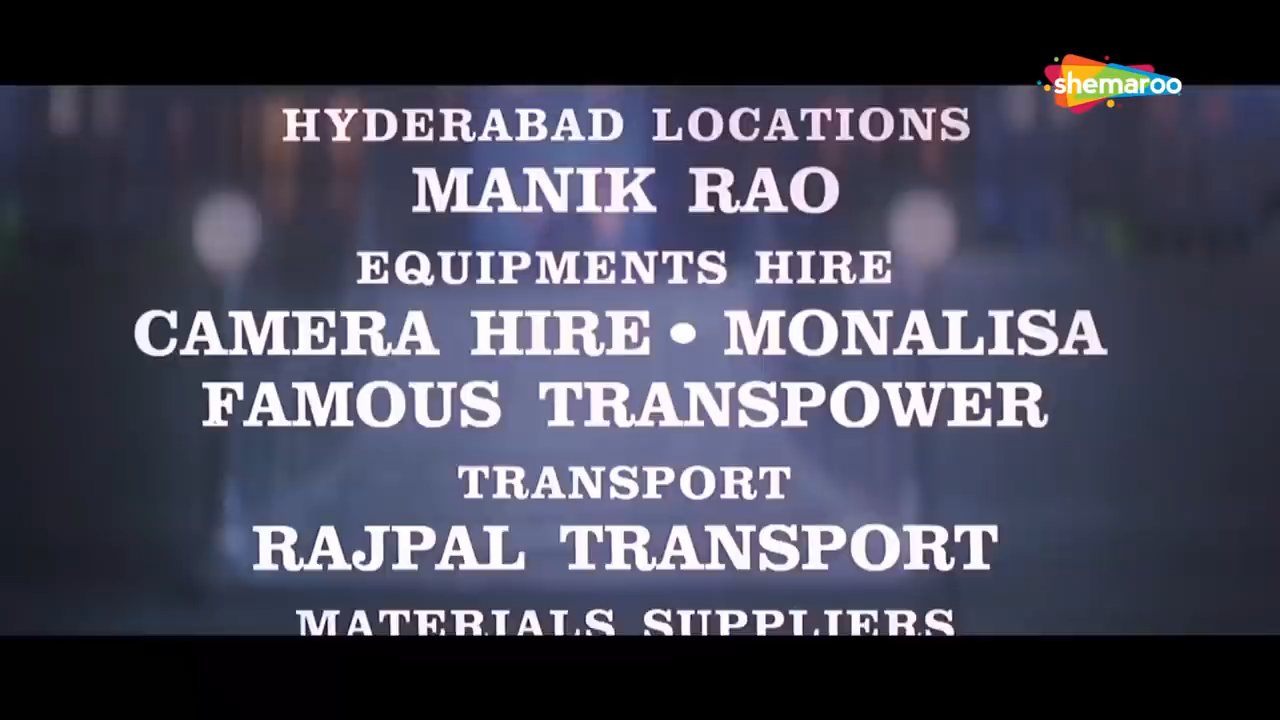 shemaroo
HYDERABAD LOCATIONS
MANIK RAO
EQUIPMENTS HIRE
CAMERA HIRE • MONALISA
FAMOUS TRANSPOWER
TRANSPORT
RAJPAL TRANSPORT
MATERIALS SUPPLIERS